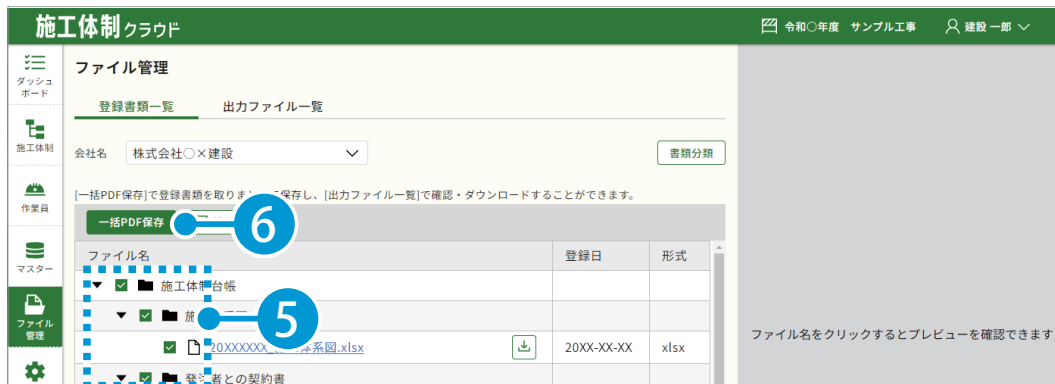 施工体制クラウド
令和○年度 サンプル工事
建設 一郎
ダッシュ
ボード
施工体制
作業員
マスター
ファイル
管理
ファイル管理
登録書類一覧
出力ファイル一覧
会社名
株式会社○×建設
書類分類
[一括PDF保存]で登録書類を取りま 保存し、[出力ファイル一覧]で確認・ダウンロードすることができます。
一括PDF保存
6
ファイル名
登録日
形式
施工体制台帳
施
5
20XXXXXX 体系図.xlsx
20XX-XX-XX
xlsx
発注者との契約書
ファイル名をクリックするとプレビューを確認できます